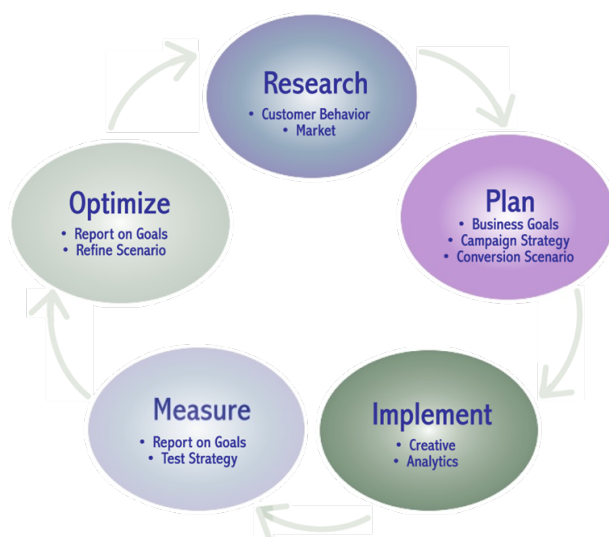 Research
• Customer Behavior
• Market
Plan
• Business Goals
• Campaign Strategy
• Conversion Scenario
Implement
• Creative
• Analytics
Measure
• Report on Goals
• Test Strategy
Optimize
• Report on Goals
• Refine Scenario